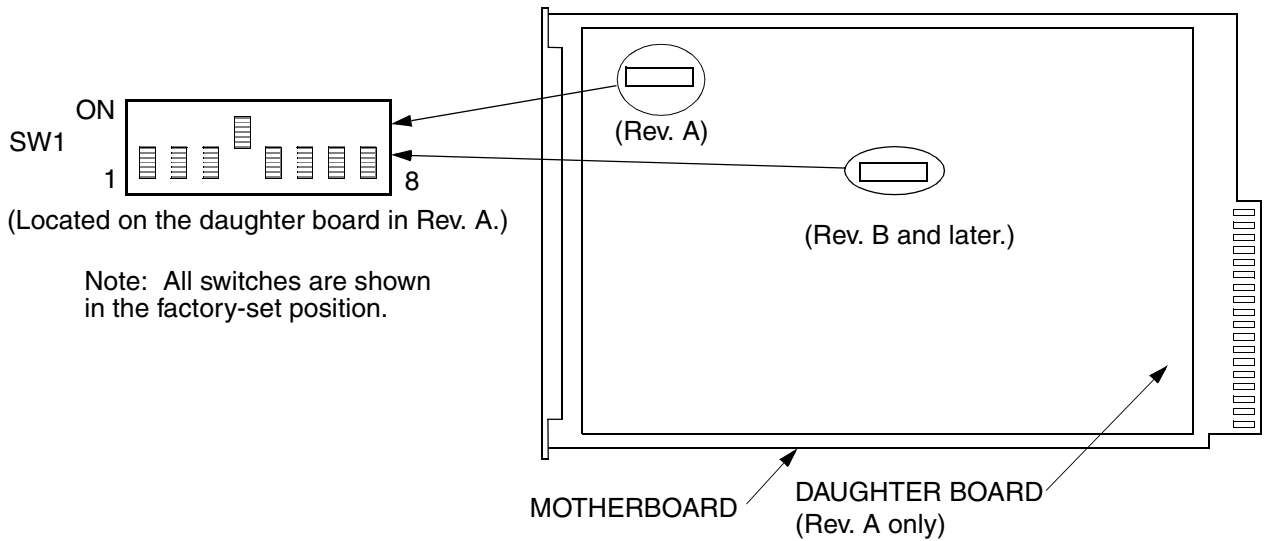 ON
SW1
1
8
(Located on the daughter board in Rev. A.)
Note: All switches are shown
in the factory-set position.
(Rev. A)
(Rev. B and later.)
MOTHERBOARD
DAUGHTER BOARD
(Rev. A only)